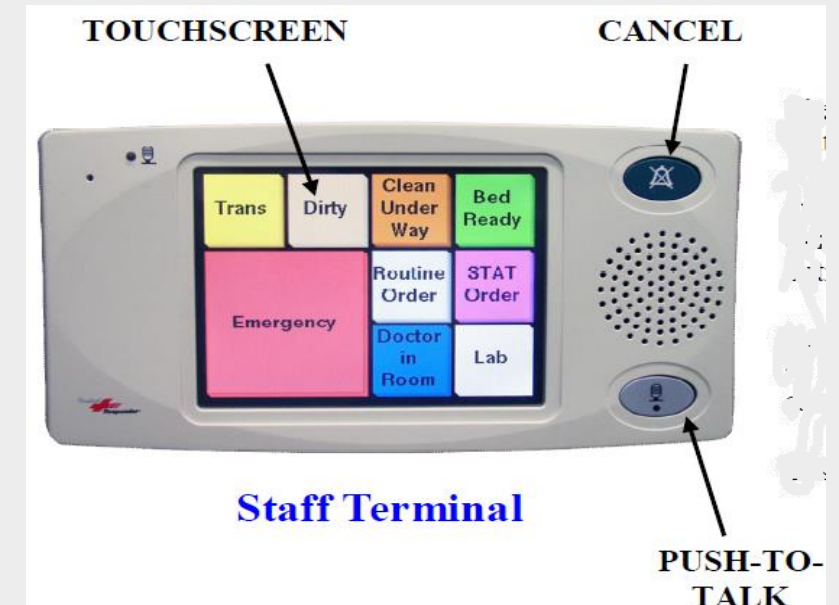 TOUCHSCREEN
CANCEL
Trans
Dirty
Clean
Under
Way
Bed
Ready
Emergency
Routine
Order
STAT
Order
Doctor
in
Room
Lab
Responder
Staff Terminal
PUSH-TO-
TALK